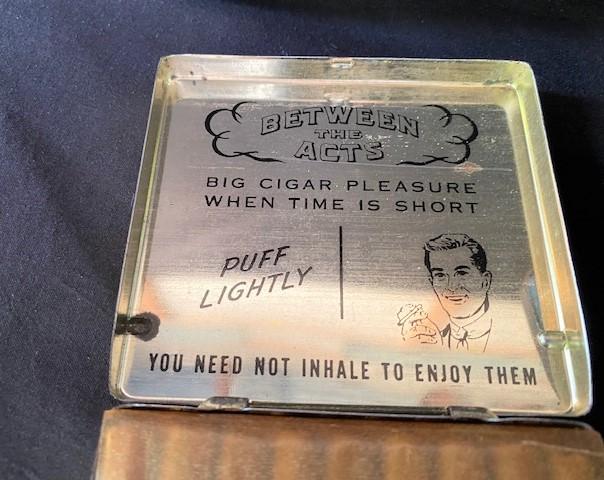 BETWEEN
THE
ACTS
BIG CIGAR PLEASURE
WHEN TIME IS SHORT
PUFF
LIGHTLY
YOU NEED NOT INHALE TO ENJOY THEM